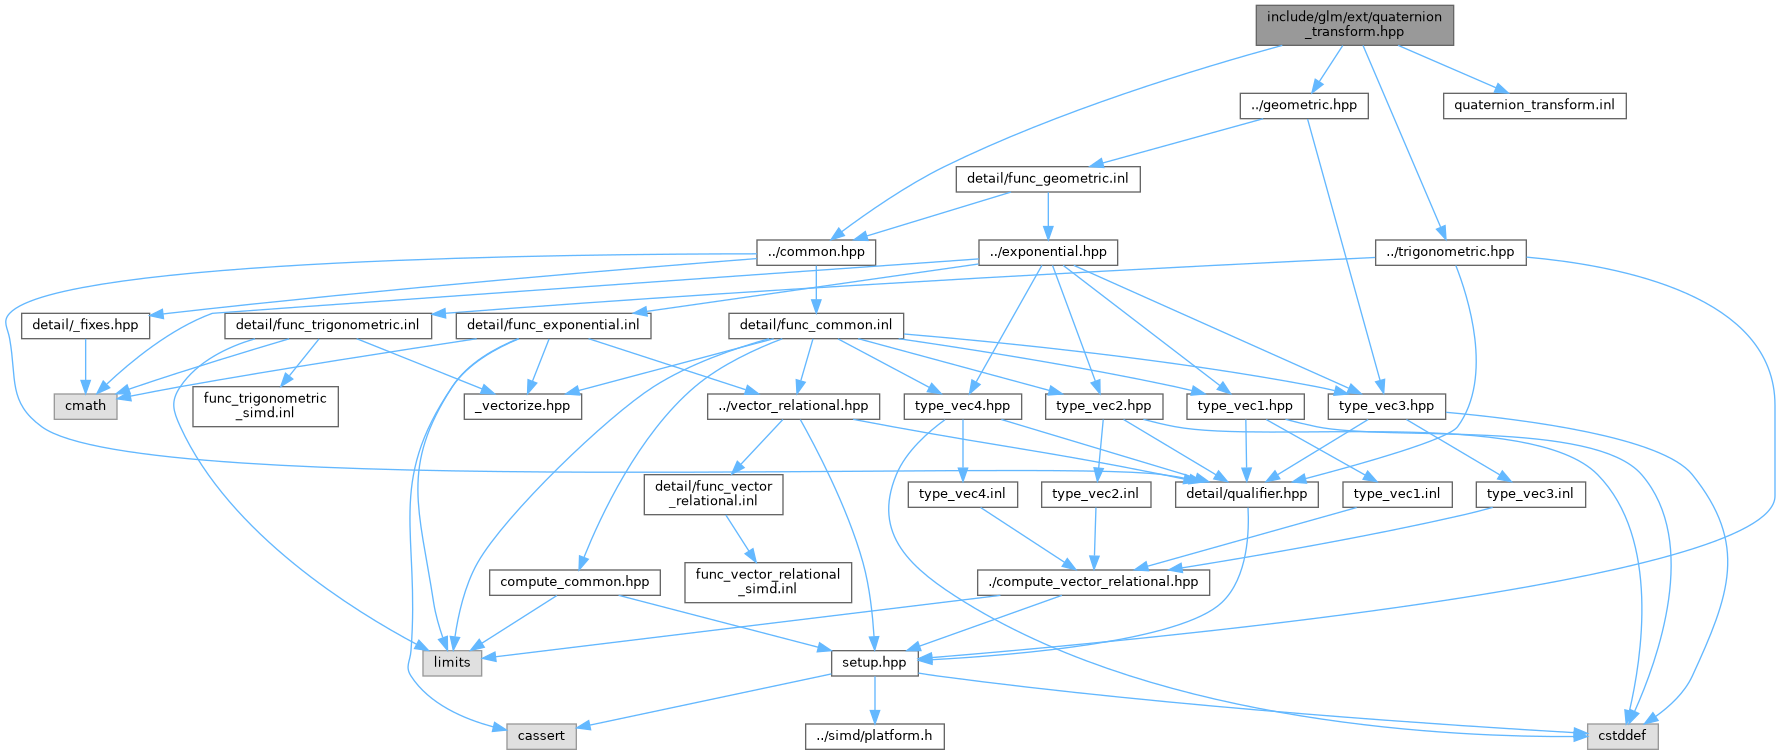 include/glm/ext/quaternion
_transform.hpp
../geometric.hpp
quaternion_transform.inl
detail/func_geometric.inl
../common.hpp
../exponential.hpp
../trigonometric.hpp
detail/_fixes.hpp
detail/func_trigonometric.inl
detail/func_exponential.inl
detail/func_common.inl
cmath
func_trigonometric
_simd.inl
_vectorize.hpp
../vector_relational.hpp
type_vec4.hpp
type_vec2.hpp
type_vec1.hpp
type_vec3.hpp
detail/func_vector
_relational.inl
type_vec4.inl
type_vec2.inl
detail/qualifier.hpp
type_vec1.inl
type_vec3.inl
compute_common.hpp
func_vector_relational
_simd.inl
./compute_vector_relational.hpp
limits
setup.hpp
cassert
../simd/platform.h
cstddef